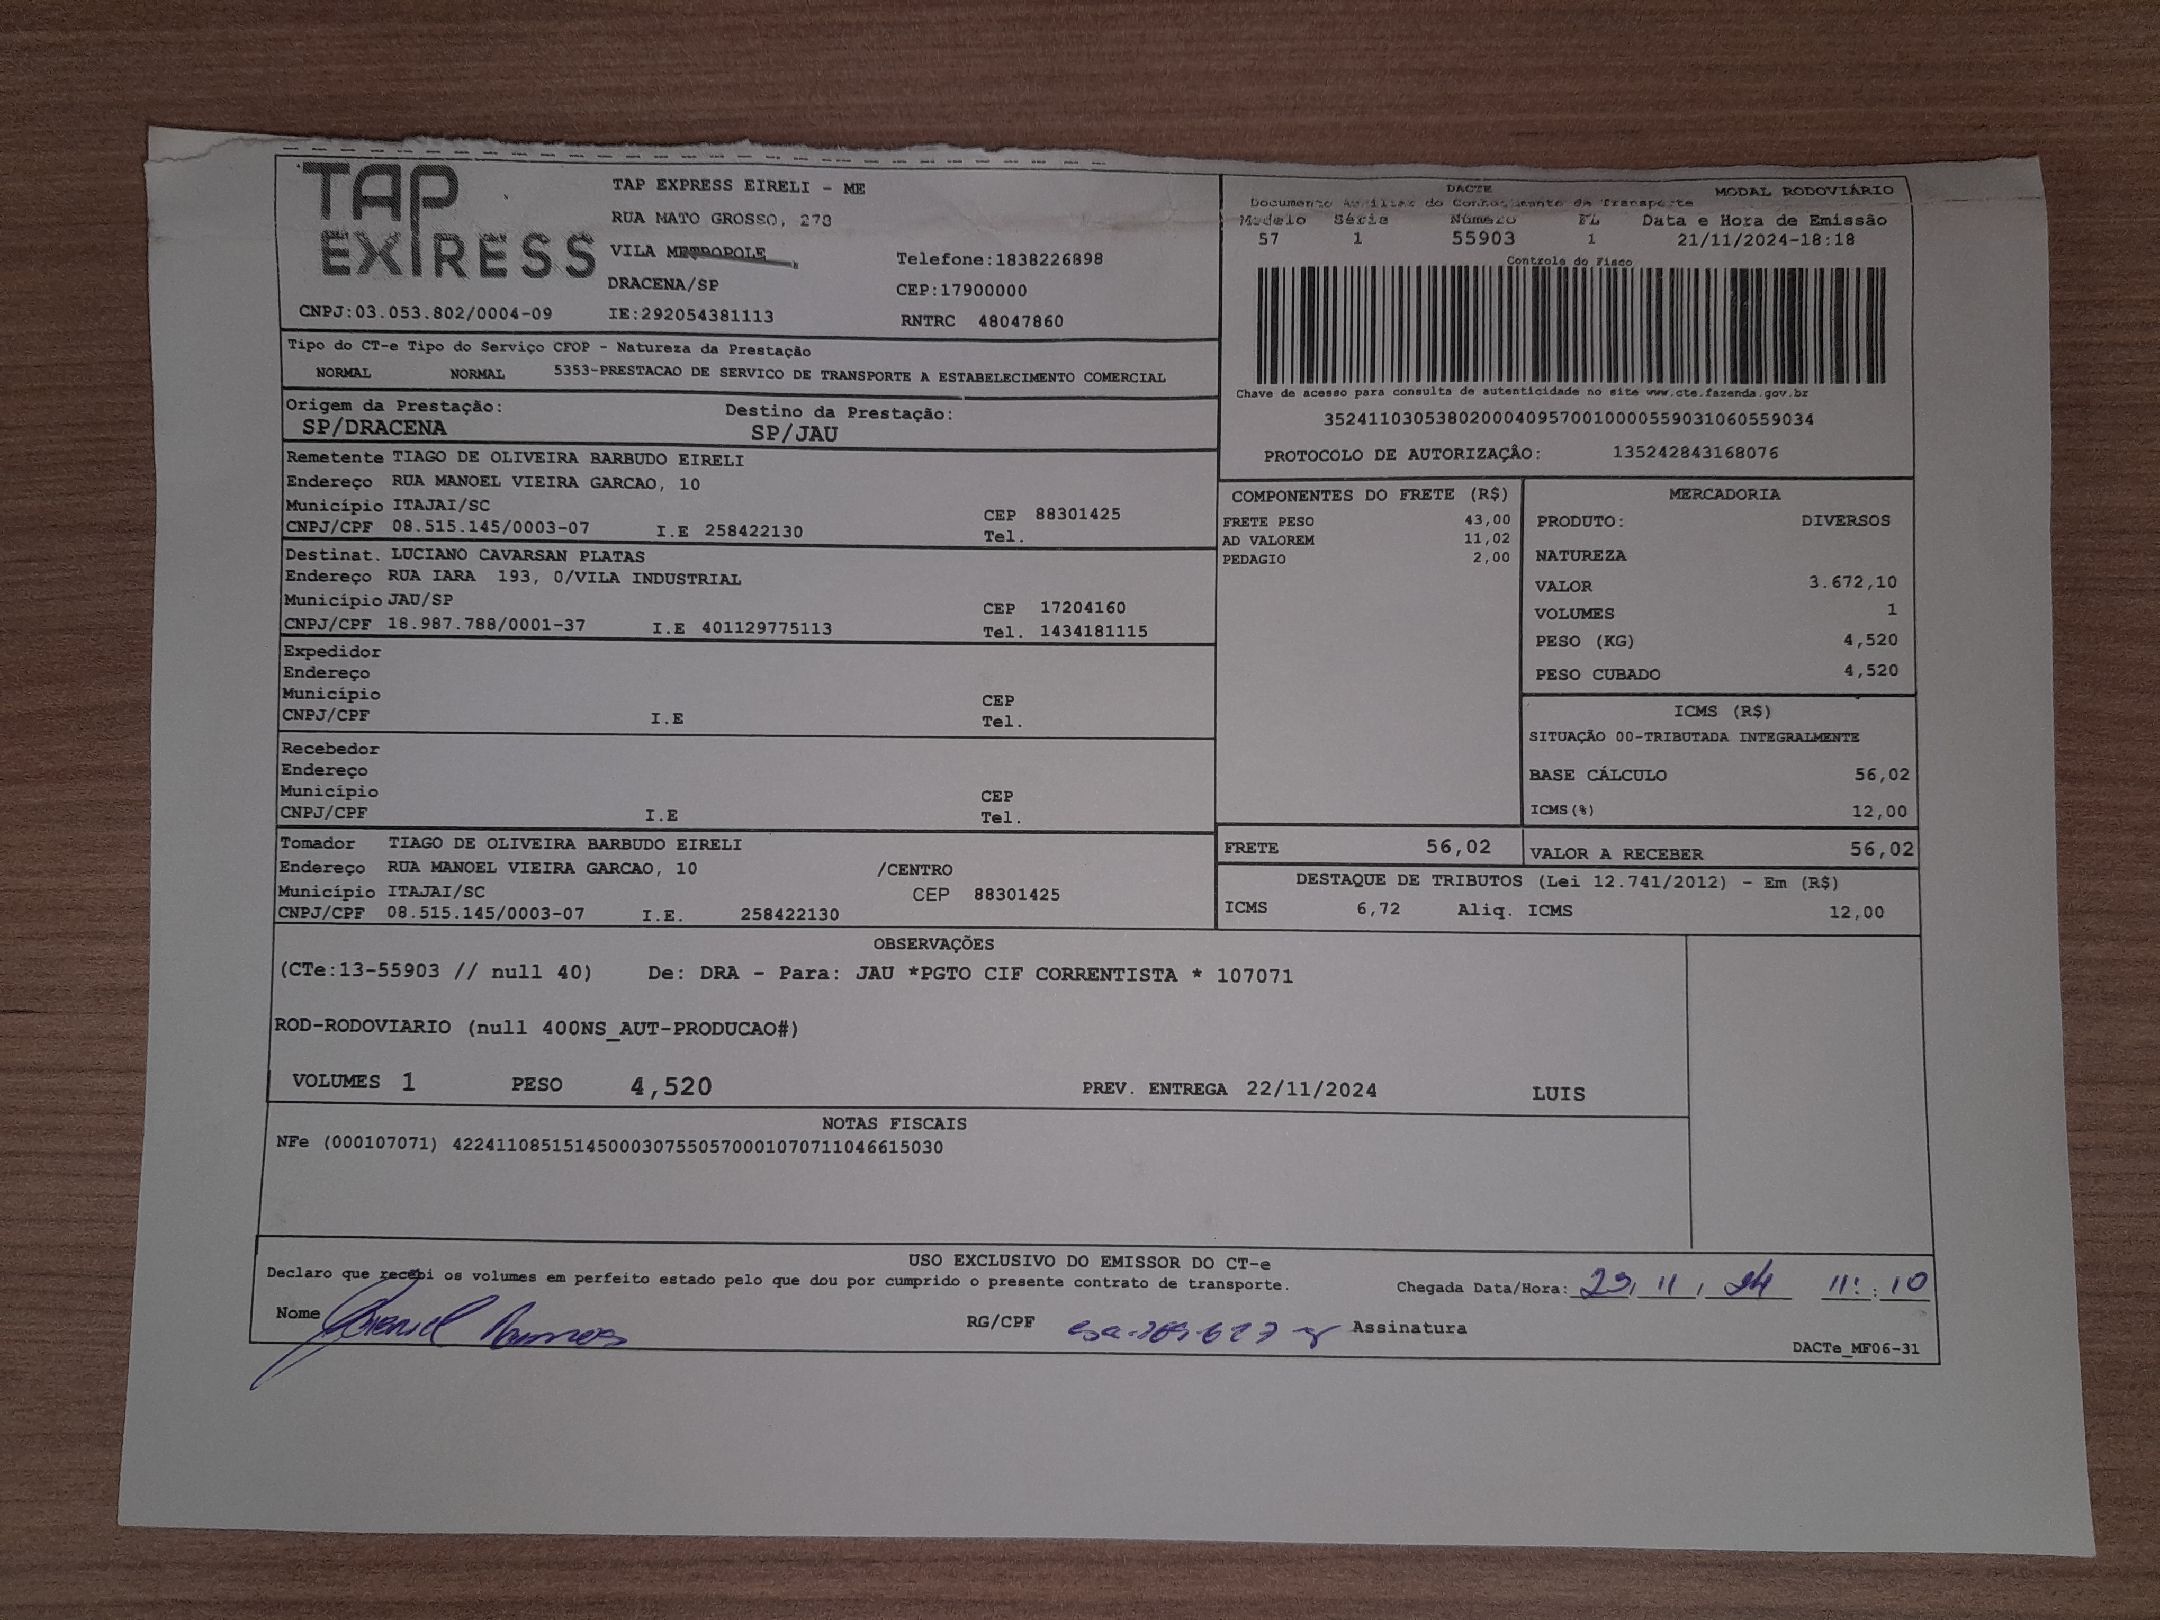 TAP EXPRESS
TAP EXPRESS EIRELI - ME
RUA MATO GROSSO, 278
VILA METROPOLE
DRACENA/SP
Telefone:1838226898
CEP:17900000
CNPJ:03.053.802/0004-09 IE:292054381113 RNTRC 48047860
DACTE MODAL RODOVIÁRIO
Documento Auxiliar do Conhecimento de Transporte
Modelo Série Número FL Data e Hora de Emissão
57 1 55903 1 21/11/2024-18:18
Controle do Fisco
Chave de acesso para consulta de autenticidade no site www.cte.fazenda.gov.br
35241103053802000409570010000559031060559034
PROTOCOLO DE AUTORIZAÇÂO: 135242843168076
Tipo do CT-e Tipo do Serviço CFOP - Natureza da Prestação
NORMAL NORMAL 5353-PRESTACAO DE SERVICO DE TRANSPORTE A ESTABELECIMENTO COMERCIAL
Origem da Prestação: Destino da Prestação:
SP/DRACENA SP/JAU
Remetente TIAGO DE OLIVEIRA BARBUDO EIRELI
Endereço RUA MANOEL VIEIRA GARCAO, 10
Município ITAJAI/SC CEP 88301425
CNPJ/CPF 08.515.145/0003-07 I.E 258422130 Tel.
Destinat. LUCIANO CAVARSAN PLATAS
Endereço RUA IARA 193, 0/VILA INDUSTRIAL
Município JAU/SP CEP 17204160
CNPJ/CPF 18.987.788/0001-37 I.E 401129775113 Tel. 1434181115
Expedidor
Endereço
Município CEP
CNPJ/CPF I.E Tel.
Recebedor
Endereço
Município CEP
CNPJ/CPF I.E Tel.
Tomador TIAGO DE OLIVEIRA BARBUDO EIRELI
Endereço RUA MANOEL VIEIRA GARCAO, 10 /CENTRO
Município ITAJAI/SC CEP 88301425
CNPJ/CPF 08.515.145/0003-07 I.E. 258422130
COMPONENTES DO FRETE (R$)
FRETE PESO 43,00
AD VALOREM 11,02
PEDAGIO 2,00
MERCADORIA
PRODUTO: DIVERSOS
NATUREZA
VALOR 3.672,10
VOLUMES 1
PESO (KG) 4,520
PESO CUBADO 4,520
ICMS (R$)
SITUAÇÃO 00-TRIBUTADA INTEGRALMENTE
BASE CÁLCULO 56,02
ICMS(%) 12,00
FRETE 56,02 VALOR A RECEBER 56,02
DESTAQUE DE TRIBUTOS (Lei 12.741/2012) - Em (R$)
ICMS 6,72 Aliq. ICMS 12,00
OBSERVAÇÕES
(CTe:13-55903 // null 40) De: DRA - Para: JAU *PGTO CIF CORRENTISTA * 107071
ROD-RODOVIARIO (null 400NS_AUT-PRODUCAO#)
VOLUMES 1 PESO 4,520 PREV. ENTREGA 22/11/2024 LUIS
NOTAS FISCAIS
NFe (000107071) 42241108515145000307550570001070711046615030
USO EXCLUSIVO DO EMISSOR DO CT-e
Declaro que recebi os volumes em perfeito estado pelo que dou por cumprido o presente contrato de transporte. Chegada Data/Hora: 11 24 11:10
Nome RG/CPF Assinatura
DACTe_MF06-31